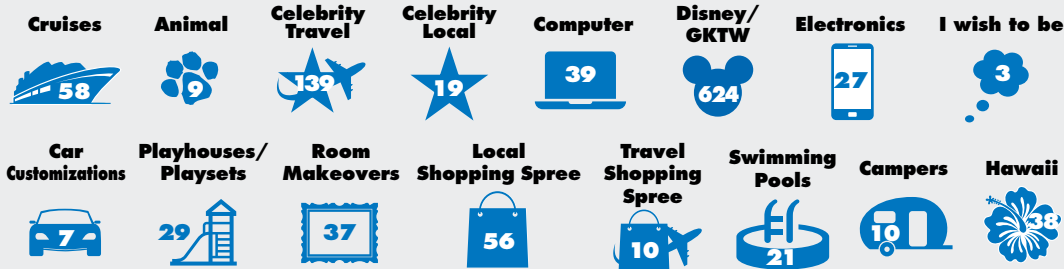 Cruises
58
Animal
9
Celebrity
Travel
139
Celebrity
Local
19
Computer
39
Disney/
GKTW
624
Electronics
27
I wish to be
3
Car
Customizations
7
Playhouses/
Playsets
29
Room
Makeovers
37
Local
Shopping Spree
56
Travel
Shopping
Spree
10
Swimming
Pools
21
Campers
10
Hawaii
38